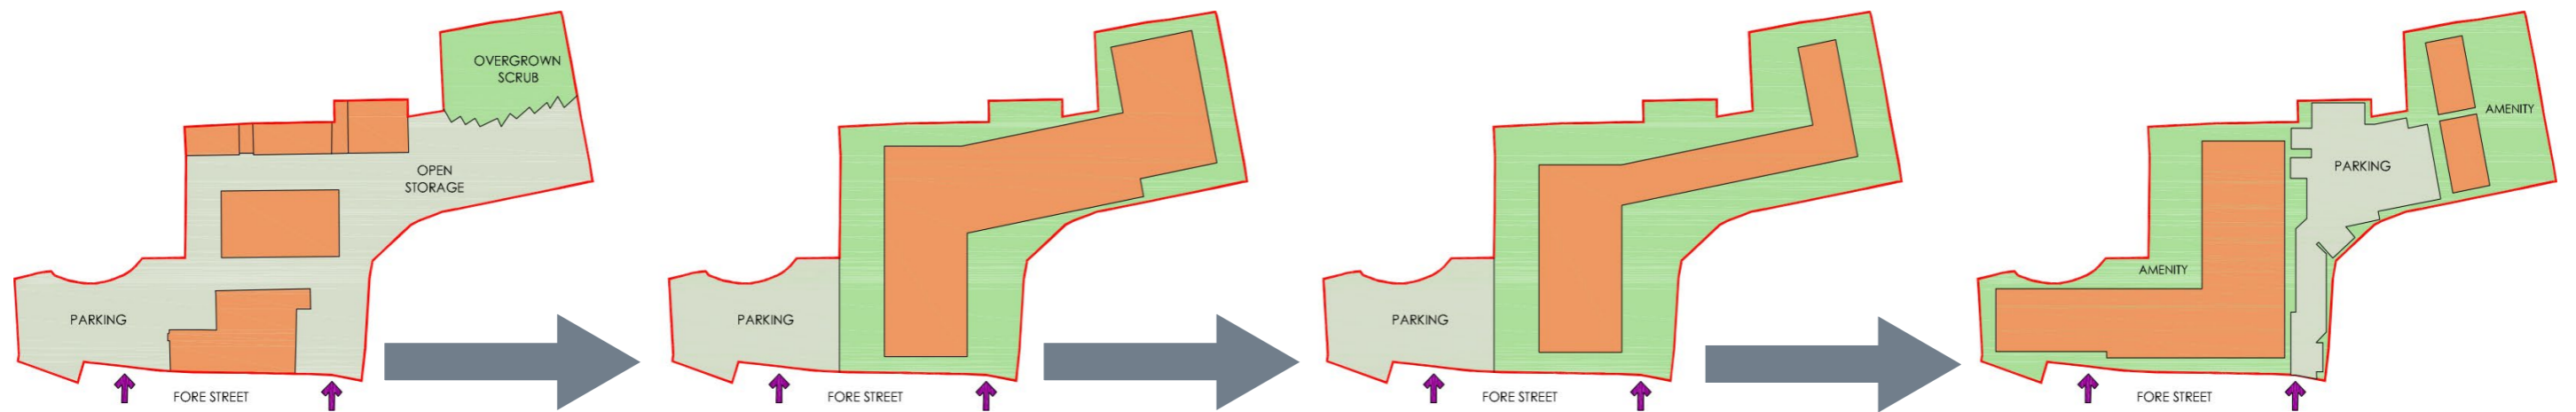 OVERGROWN
SCRUB
OPEN
STORAGE
PARKING
FORE STREET
PARKING
FORE STREET
PARKING
FORE STREET
AMENITY
PARKING
AMENITY
FORE STREET